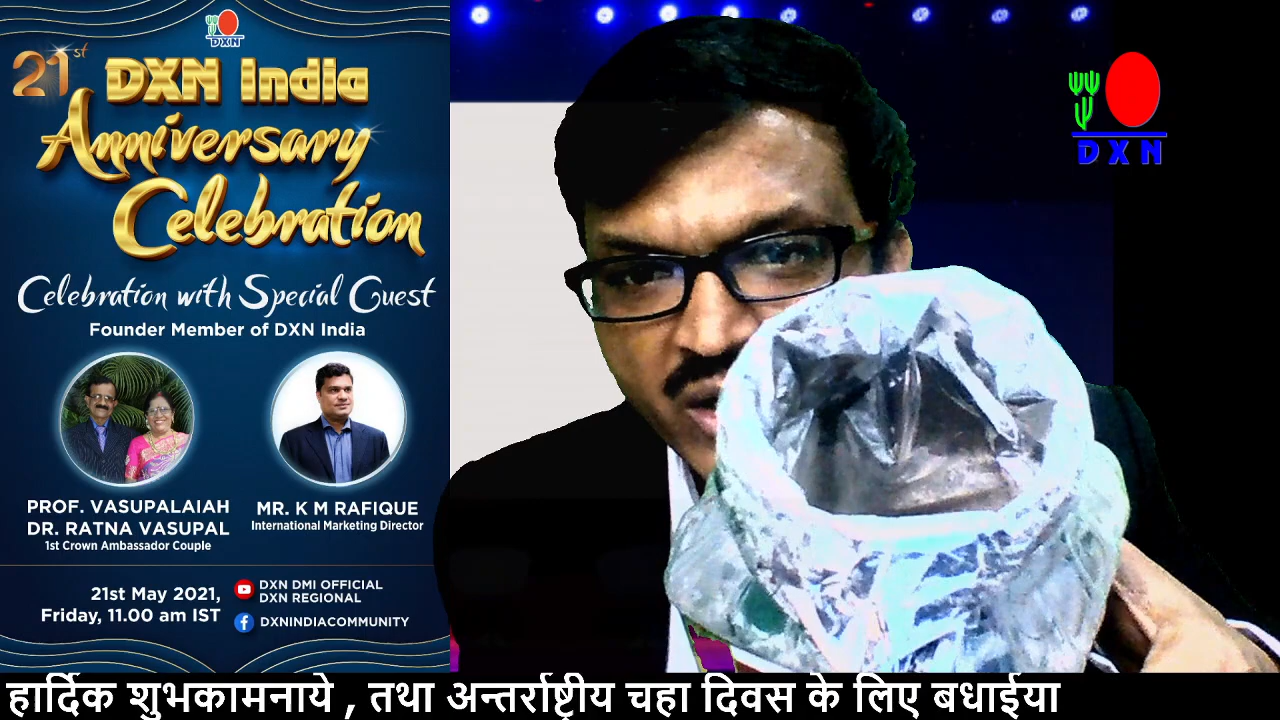 DXN
21st DXN India
Anniversary
Celebration
Celebration with Special Guest
Founder Member of DXN India
PROF. VASUPALAIAH
DR. RATNA VASUPAL
1st Crown Ambassador Couple
MR. K M RAFIQUE
International Marketing Director
21st May 2021,
Friday, 11.00 am IST
DXN DMI OFFICIAL
DXN REGIONAL
DXNINDIACOMMUNITY
DXN
हार्दिक शुभकामनाये , तथा अन्तर्राष्ट्रीय चहा दिवस के लिए बधाईया